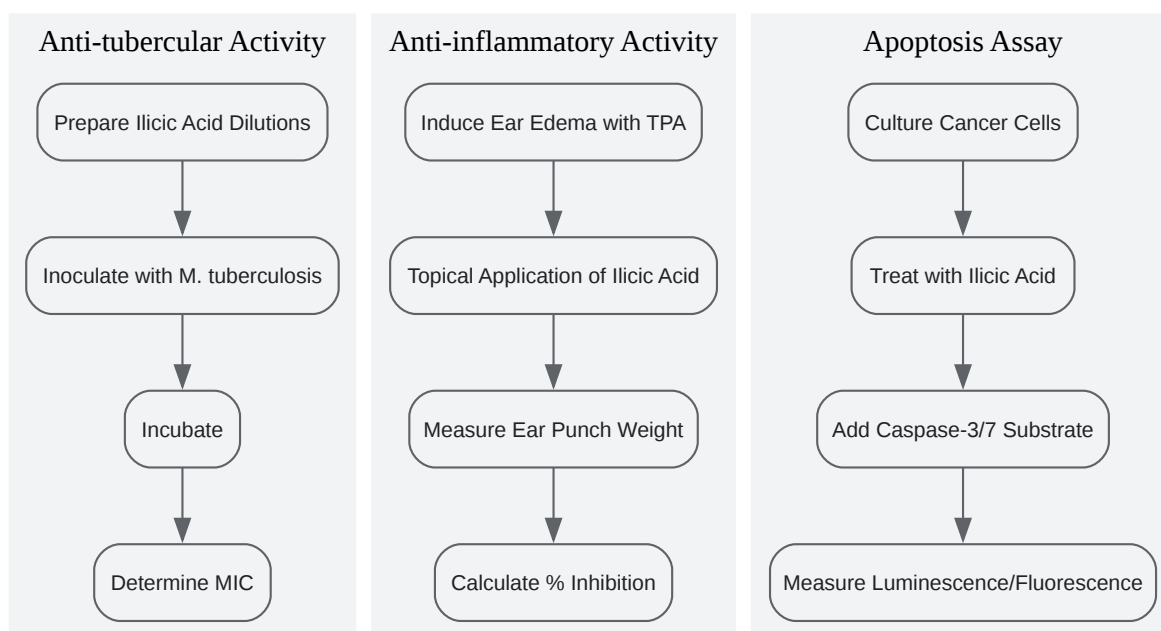 Anti-tubercular Activity
Prepare Ilicic Acid Dilutions
Inoculate with M. tuberculosis
Incubate
Determine MIC
Anti-inflammatory Activity
Induce Ear Edema with TPA
Topical Application of Ilicic Acid
Measure Ear Punch Weight
Calculate % Inhibition
Apoptosis Assay
Culture Cancer Cells
Treat with Ilicic Acid
Add Caspase-3/7 Substrate
Measure Luminescence/Fluorescence